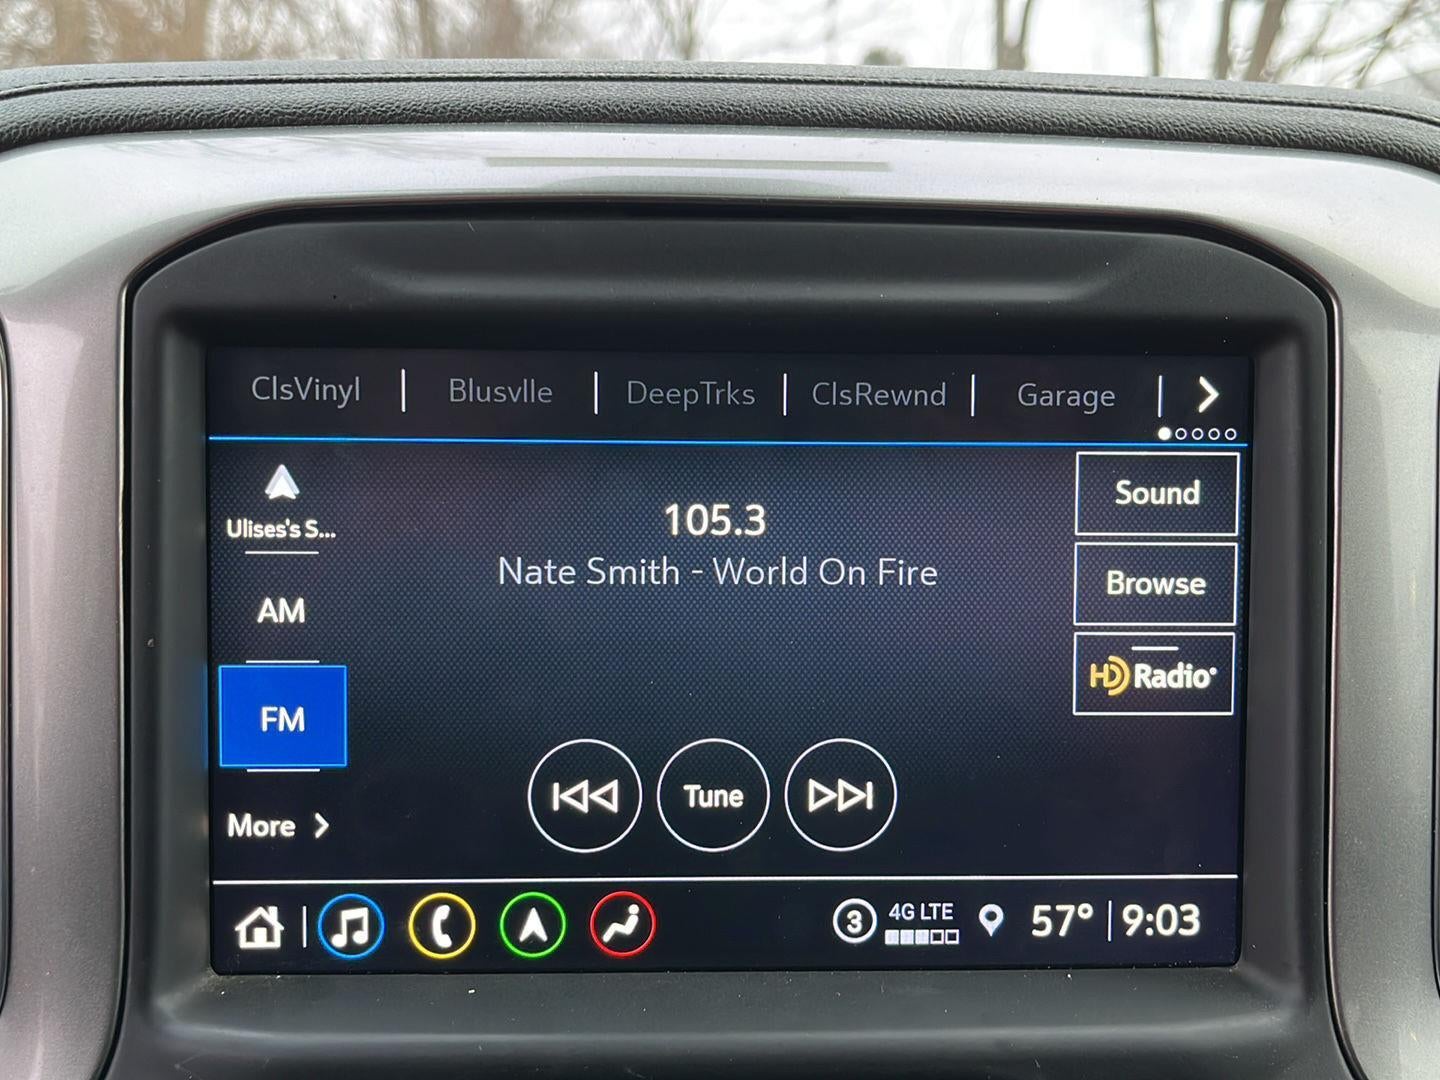 ClsVinyl | Blusvlle | DeepTrks | ClsRewnd | Garage |
Ulises's S...
AM
FM
More
105.3
Nate Smith - World On Fire
Tune
Sound
Browse
HD Radio
3 4G LTE 57° | 9:03